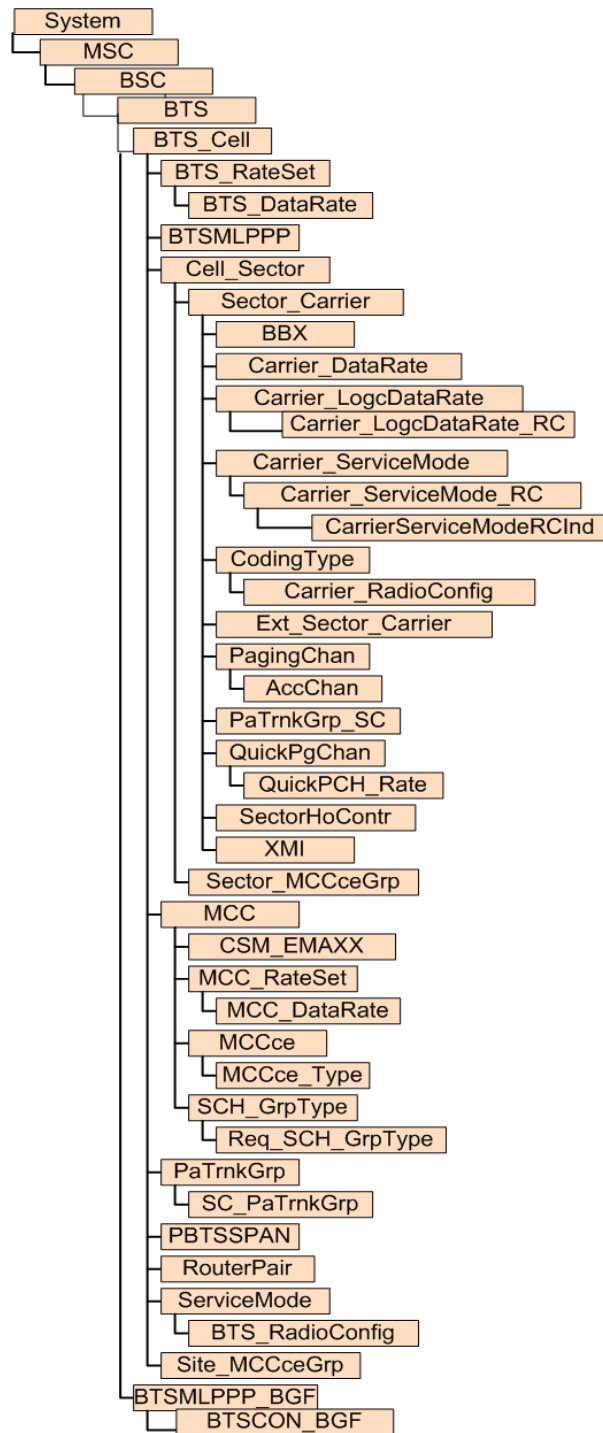 System
MSC
BSC
BTS
BTS_Cell
BTS_RateSet
BTS_DataRate
BTSMLPPP
Cell_Sector
Sector_Carrier
BBX
Carrier_DataRate
Carrier_LogcDataRate
Carrier_LogcDataRate_RC
Carrier_ServiceMode
Carrier_ServiceMode_RC
CarrierServiceModeRCInd
CodingType
Carrier_RadioConfig
Ext_Sector_Carrier
PagingChan
AccChan
PaTrnkGrp_SC
QuickPgChan
QuickPCH_Rate
SectorHoContr
XMI
Sector_MCCceGrp
MCC
CSM_EMAXX
MCC_RateSet
MCC_DataRate
MCCce
MCCce_Type
SCH_GrpType
Req_SCH_GrpType
PaTrnkGrp
SC_PaTrnkGrp
PBTSSPAN
RouterPair
ServiceMode
BTS_RadioConfig
Site_MCCceGrp
BTSMLPPP_BGF
BTSCON_BGF